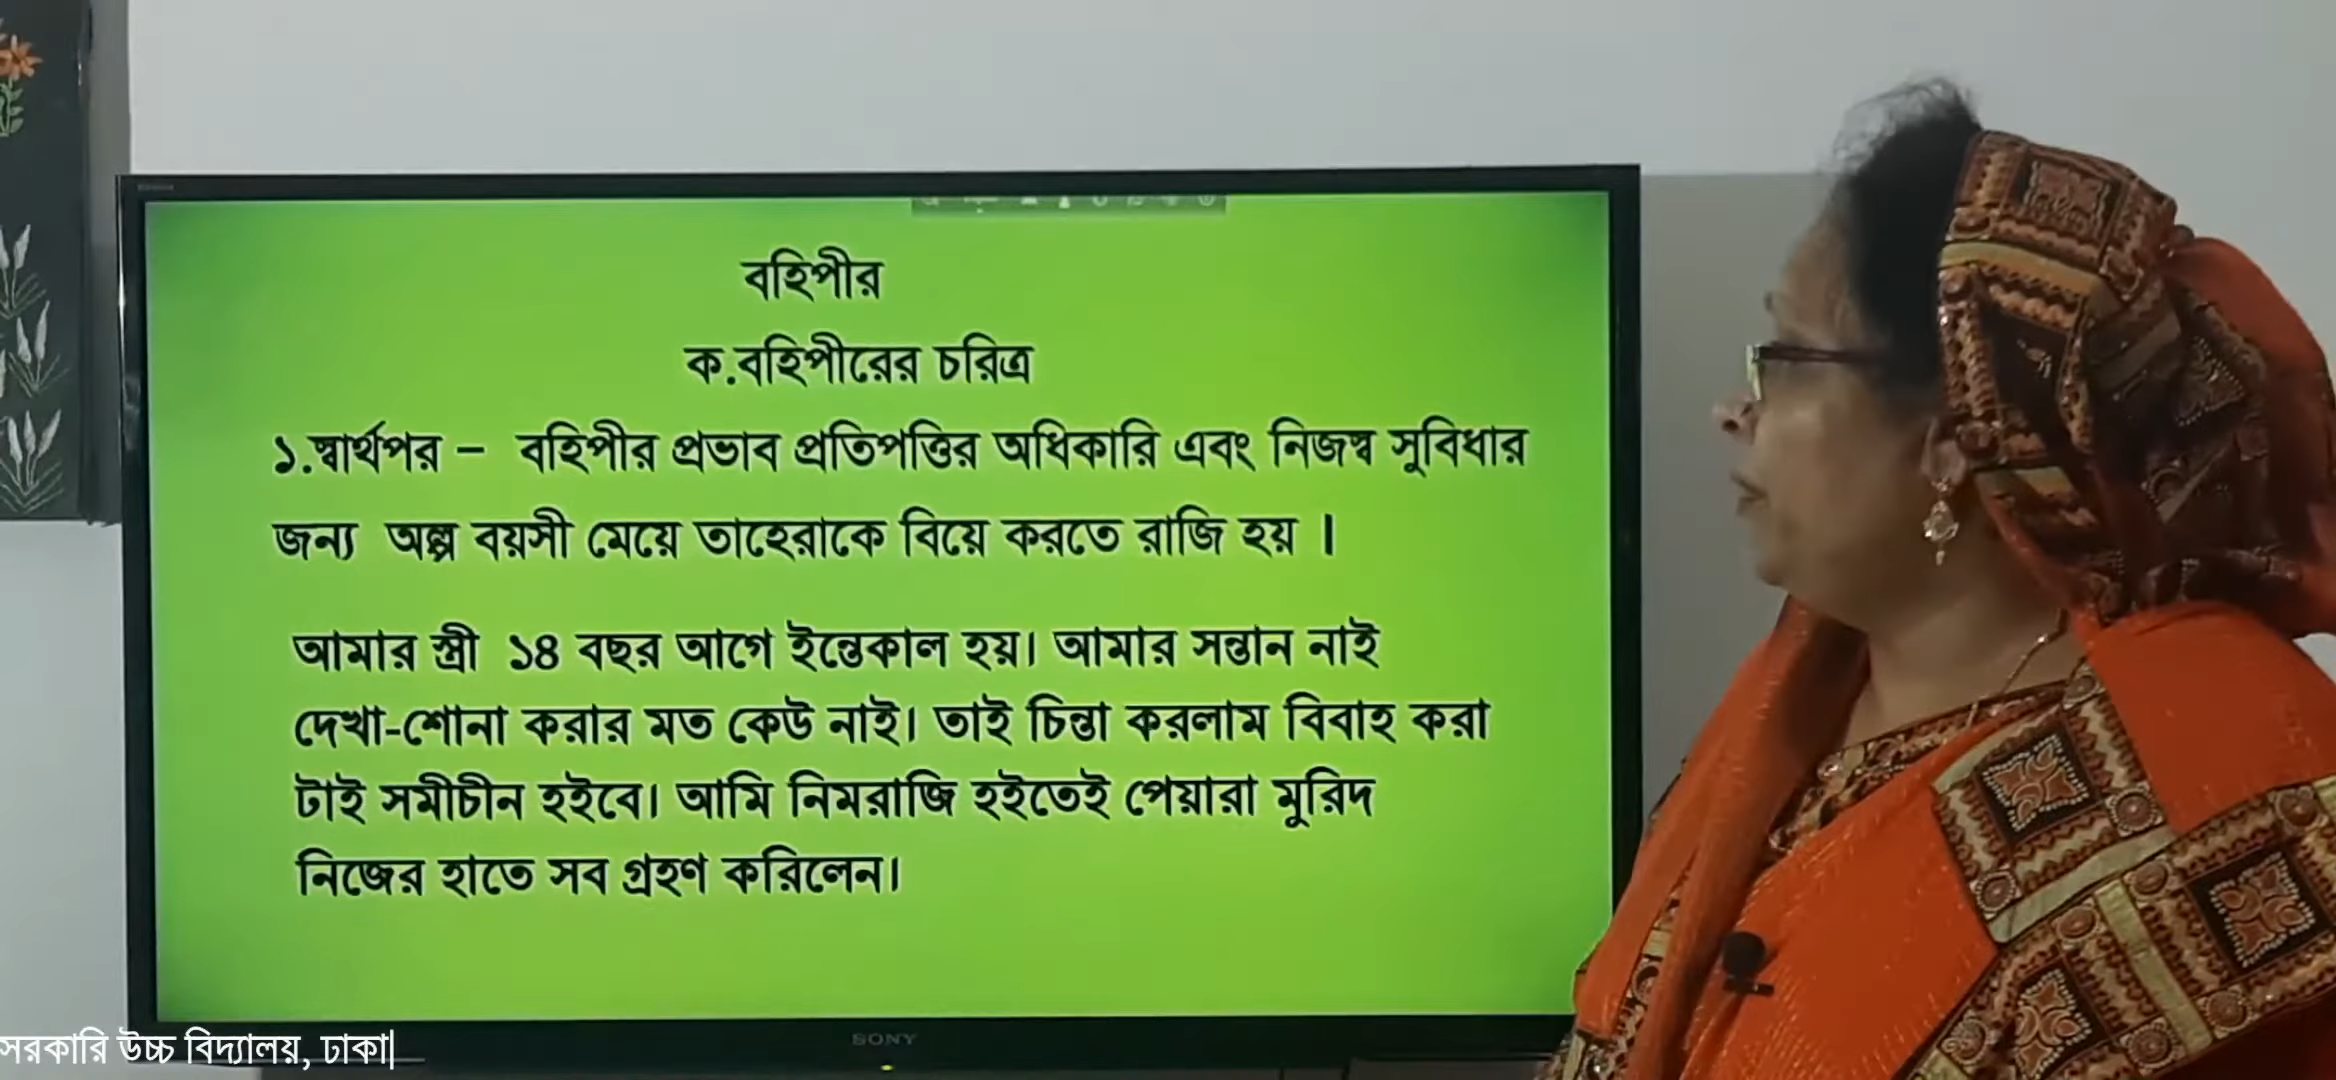 বহিপীর
ক.বহিপীরের চরিত্র
১.স্বার্থপর – বহিপীর প্রভাব প্রতিপত্তির অধিকারি এবং নিজস্ব সুবিধার
জন্য অল্প বয়সী মেয়ে তাহেরাকে বিয়ে করতে রাজি হয় ।
আমার স্ত্রী ১৪ বছর আগে ইন্তেকাল হয়। আমার সন্তান নাই
দেখা-শোনা করার মত কেউ নাই। তাই চিন্তা করলাম বিবাহ করা
টাই সমীচীন হইবে। আমি নিমরাজি হইতেই পেয়ারা মুরিদ
নিজের হাতে সব গ্রহণ করিলেন।
SONY
সরকারি উচ্চ বিদ্যালয়, ঢাকা|